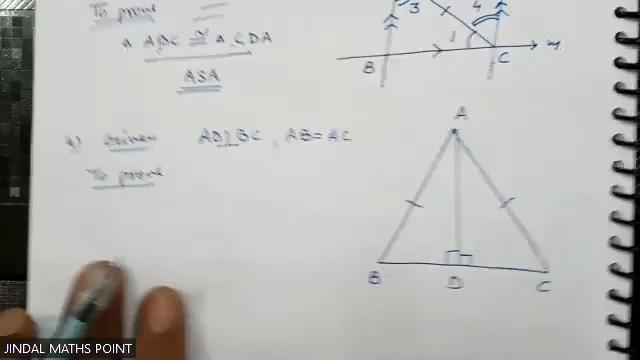 To prove
Δ ABC ≅ Δ CDA
ASA
3
4
1
B
C
m
4) Given AD⊥BC, AB=AC
To prove
A
B
D
C
JINDAL MATHS POINT